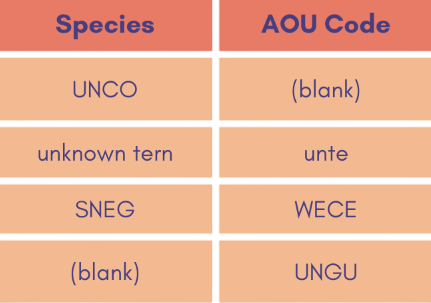 Species AOU Code
UNCO (blank)
unknown tern unte
SNEG WECE
(blank) UNGU